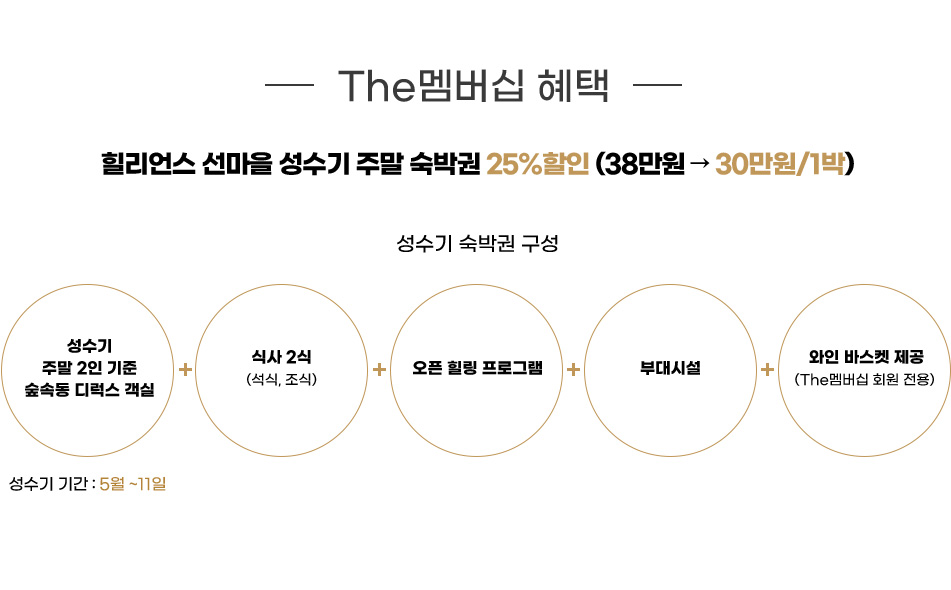 The멤버십 혜택
힐리언스 선마을 성수기 주말 숙박권 25%할인 (38만원 → 30만원/1박)
성수기 숙박권 구성
성수기
주말 2인 기준
숲속동 디럭스 객실
+
식사 2식
(석식, 조식)
+
오픈 힐링 프로그램
+
부대시설
+
와인 바스켓 제공
(The멤버십 회원 전용)
성수기 기간 : 5월 ~11일